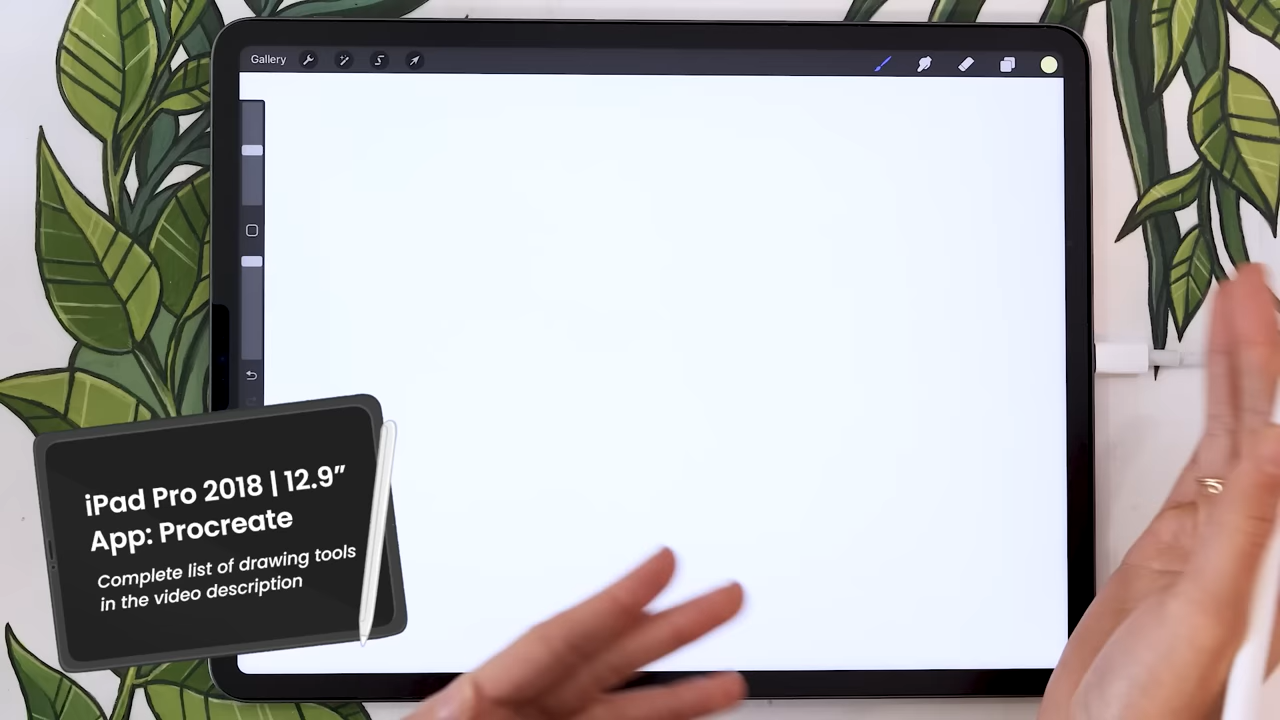 Gallery
iPad Pro 2018 | 12.9”
App: Procreate
Complete list of drawing tools
in the video description